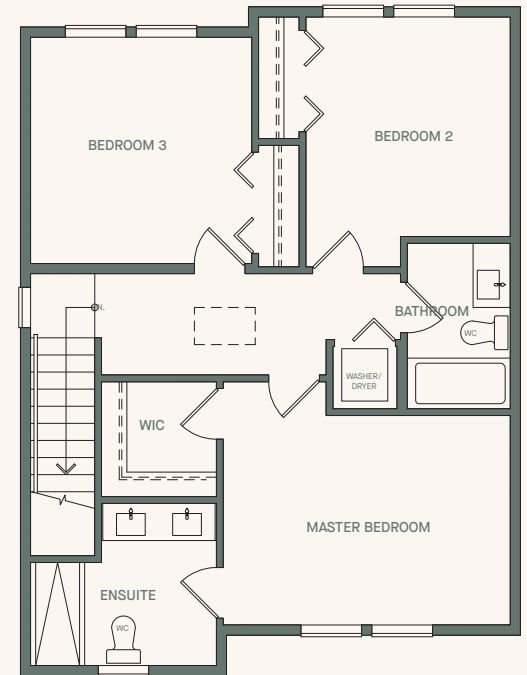 BEDROOM 3
BEDROOM 2
BATHROOM
WC
WASHER/
DRYER
WIC
MASTER BEDROOM
ENSUITE
WC